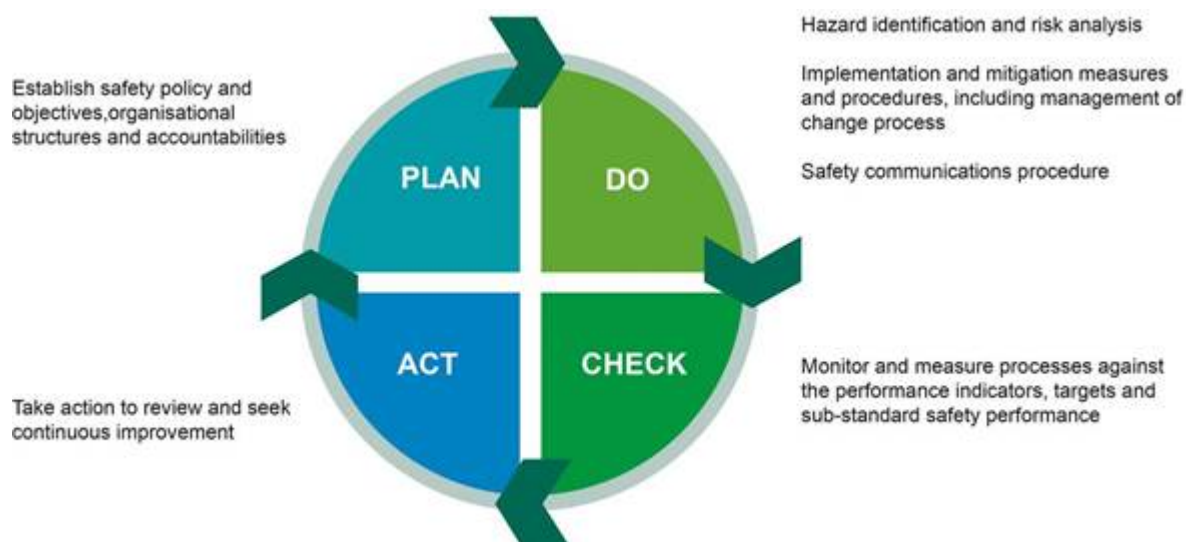 Establish safety policy and
objectives,organisational
structures and accountabilities
PLAN
DO
Hazard identification and risk analysis
Implementation and mitigation measures
and procedures, including management of
change process
Safety communications procedure
ACT
CHECK
Take action to review and seek
continuous improvement
Monitor and measure processes against
the performance indicators, targets and
sub-standard safety performance